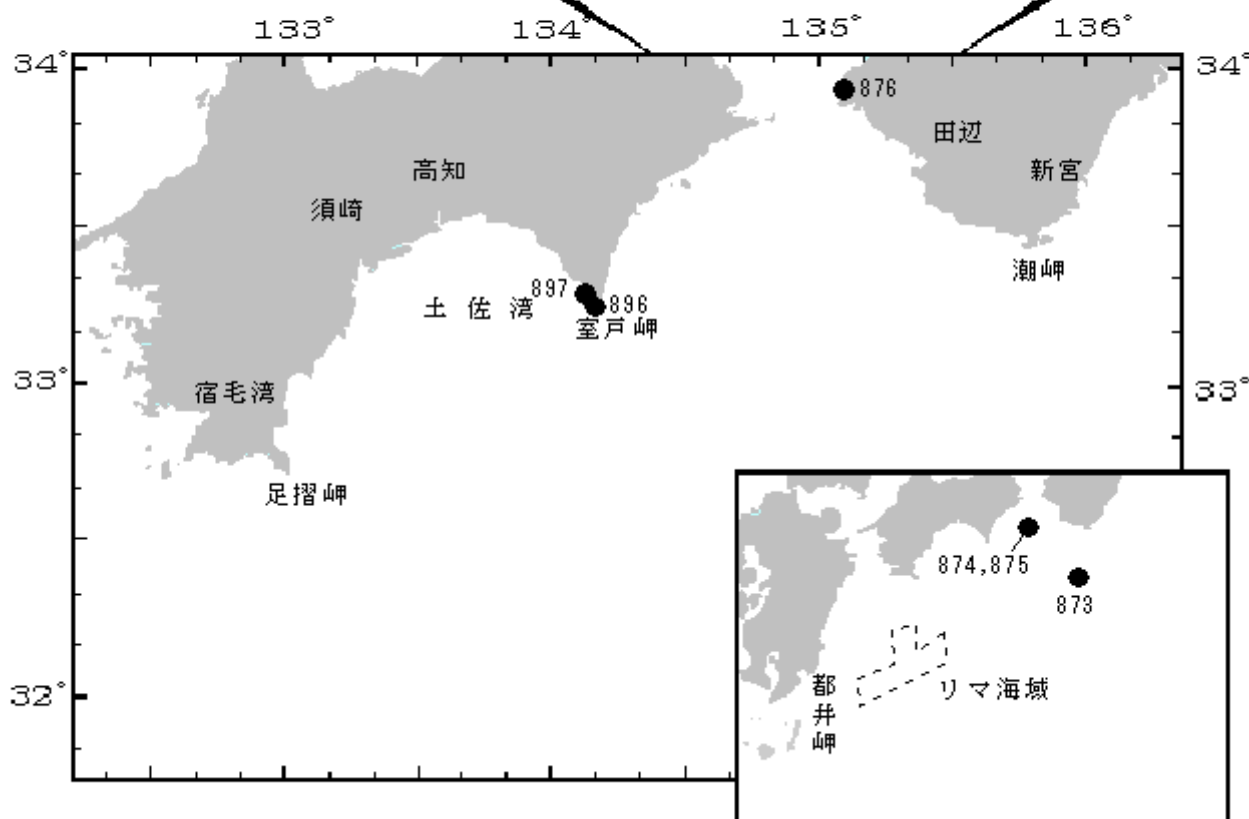 133° 134° 135° 136°
34° 34°
876
田辺
高知 新宮
須崎
潮岬
897
土佐湾 896
室戸岬
33° 33°
宿毛湾
足摺岬
874,875
873
32°
リマ海域
都井岬